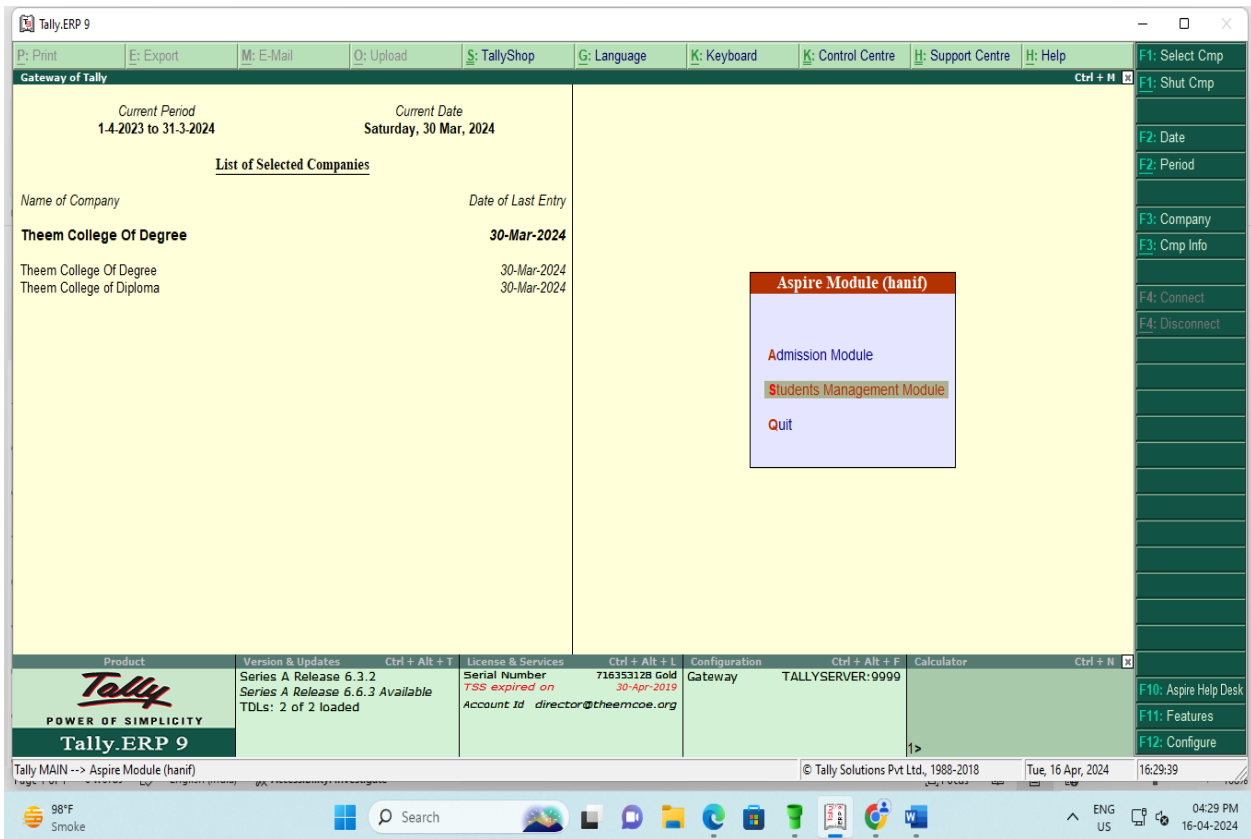 Tally.ERP 9
P: Print E: Export M: E-Mail O: Upload S: TallyShop G: Language K: Keyboard K: Control Centre H: Support Centre H: Help
Gateway of Tally Ctrl + M
Current Period Current Date
1-4-2023 to 31-3-2024 Saturday, 30 Mar, 2024
List of Selected Companies
Name of Company Date of Last Entry
Theem College Of Degree 30-Mar-2024
Theem College Of Degree 30-Mar-2024
Theem College of Diploma 30-Mar-2024
Aspire Module (hanif)
Admission Module
Students Management Module
Quit
F1: Select Cmp
F1: Shut Cmp
F2: Date
F2: Period
F3: Company
F3: Cmp Info
F4: Connect
F4: Disconnect
F10: Aspire Help Desk
F11: Features
F12: Configure
Product
Tally
POWER OF SIMPLICITY
Tally.ERP 9
Version & Updates Ctrl + Alt + T
Series A Release 6.3.2
Series A Release 6.6.3 Available
TDLs: 2 of 2 loaded
License & Services Ctrl + Alt + L
Serial Number 716353128 Gold
TSS expired on 30-Apr-2019
Account Id director@theemcoe.org
Configuration Ctrl + Alt + F
Gateway TALLYSERVER:9999
Calculator Ctrl + N
1>
Tally MAIN --> Aspire Module (hanif) © Tally Solutions Pvt Ltd., 1988-2018 Tue, 16 Apr, 2024 16:29:39
98°F
Smoke
Search
ENG
US
04:29 PM
16-04-2024